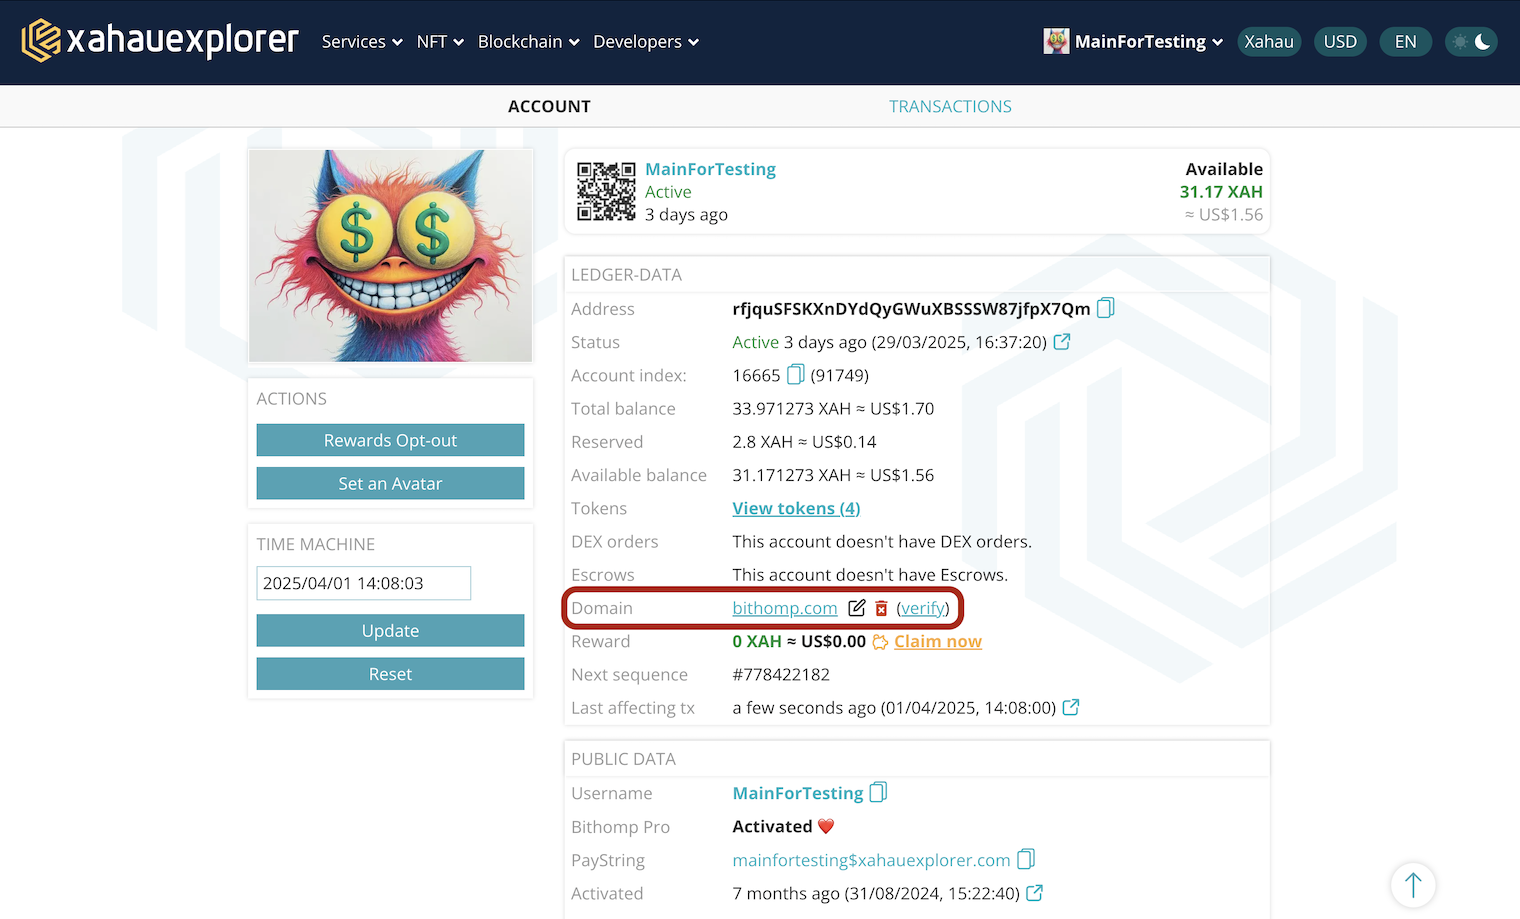 xahauexplorer Services NFT Blockchain Developers MainForTesting Xahau USD EN
ACCOUNT TRANSACTIONS
MainForTesting Available
Active 31.17 XAH
3 days ago ≈ US$1.56
$ $
ACTIONS
Rewards Opt-out
Set an Avatar
TIME MACHINE
2025/04/01 14:08:03
Update
Reset
LEDGER-DATA
Address rfjquSFSKXnDYdQyGWuXBSSSW87jfpX7Qm
Status Active 3 days ago (29/03/2025, 16:37:20)
Account index: 16665 (91749)
Total balance 33.971273 XAH ≈ US$1.70
Reserved 2.8 XAH ≈ US$0.14
Available balance 31.171273 XAH ≈ US$1.56
Tokens View tokens (4)
DEX orders This account doesn't have DEX orders.
Escrows This account doesn't have Escrows.
Domain bithomp.com (verify)
Reward 0 XAH ≈ US$0.00 Claim now
Next sequence #778422182
Last affecting tx a few seconds ago (01/04/2025, 14:08:00)
PUBLIC DATA
Username MainForTesting
Bithomp Pro Activated ❤️
PayString mainfortesting$xahauexplorer.com
Activated 7 months ago (31/08/2024, 15:22:40)